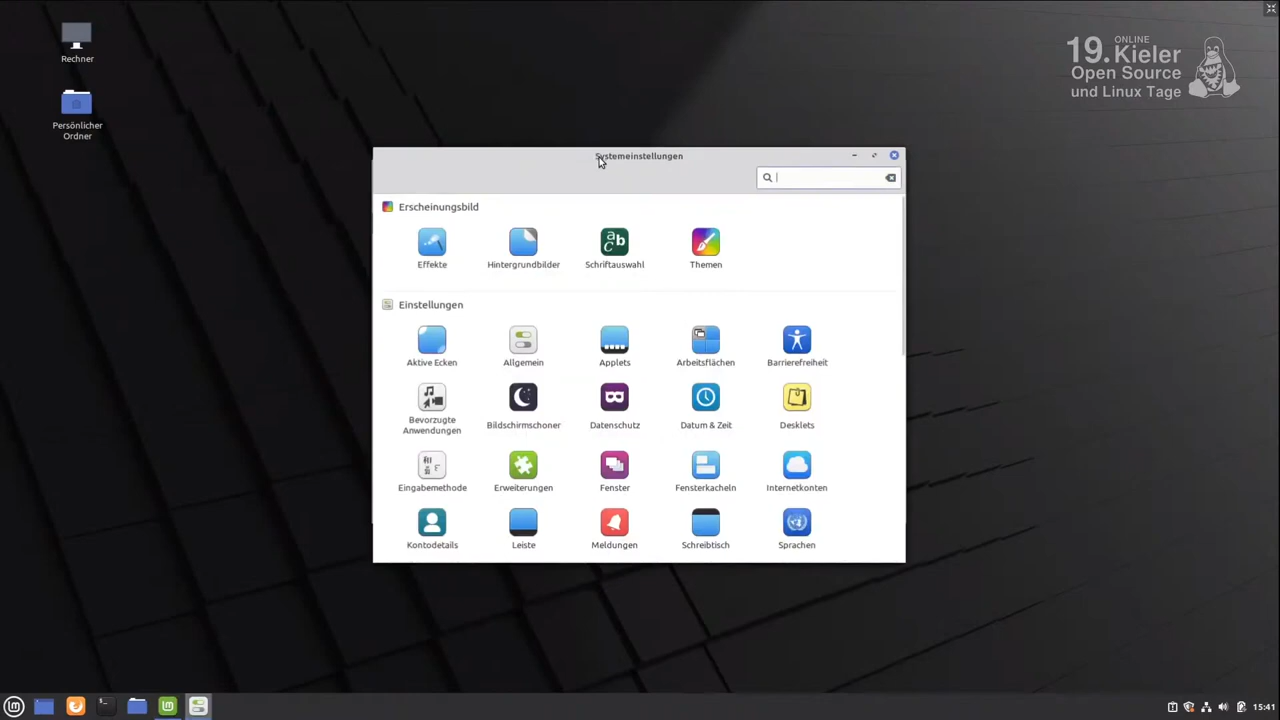 Rechner
Persönlicher
Ordner
ONLINE
19. Kieler
Open Source
und Linux Tage
Systemeinstellungen
Erscheinungsbild
Effekte
Hintergrundbilder
Schriftauswahl
Themen
Einstellungen
Aktive Ecken
Allgemein
Applets
Arbeitsflächen
Barrierefreiheit
Bevorzugte
Anwendungen
Bildschirmschoner
Datenschutz
Datum & Zeit
Desklets
Eingabemethode
Erweiterungen
Fenster
Fensterkacheln
Internetkonten
Kontodetails
Leiste
Meldungen
Schreibtisch
Sprachen
15:41